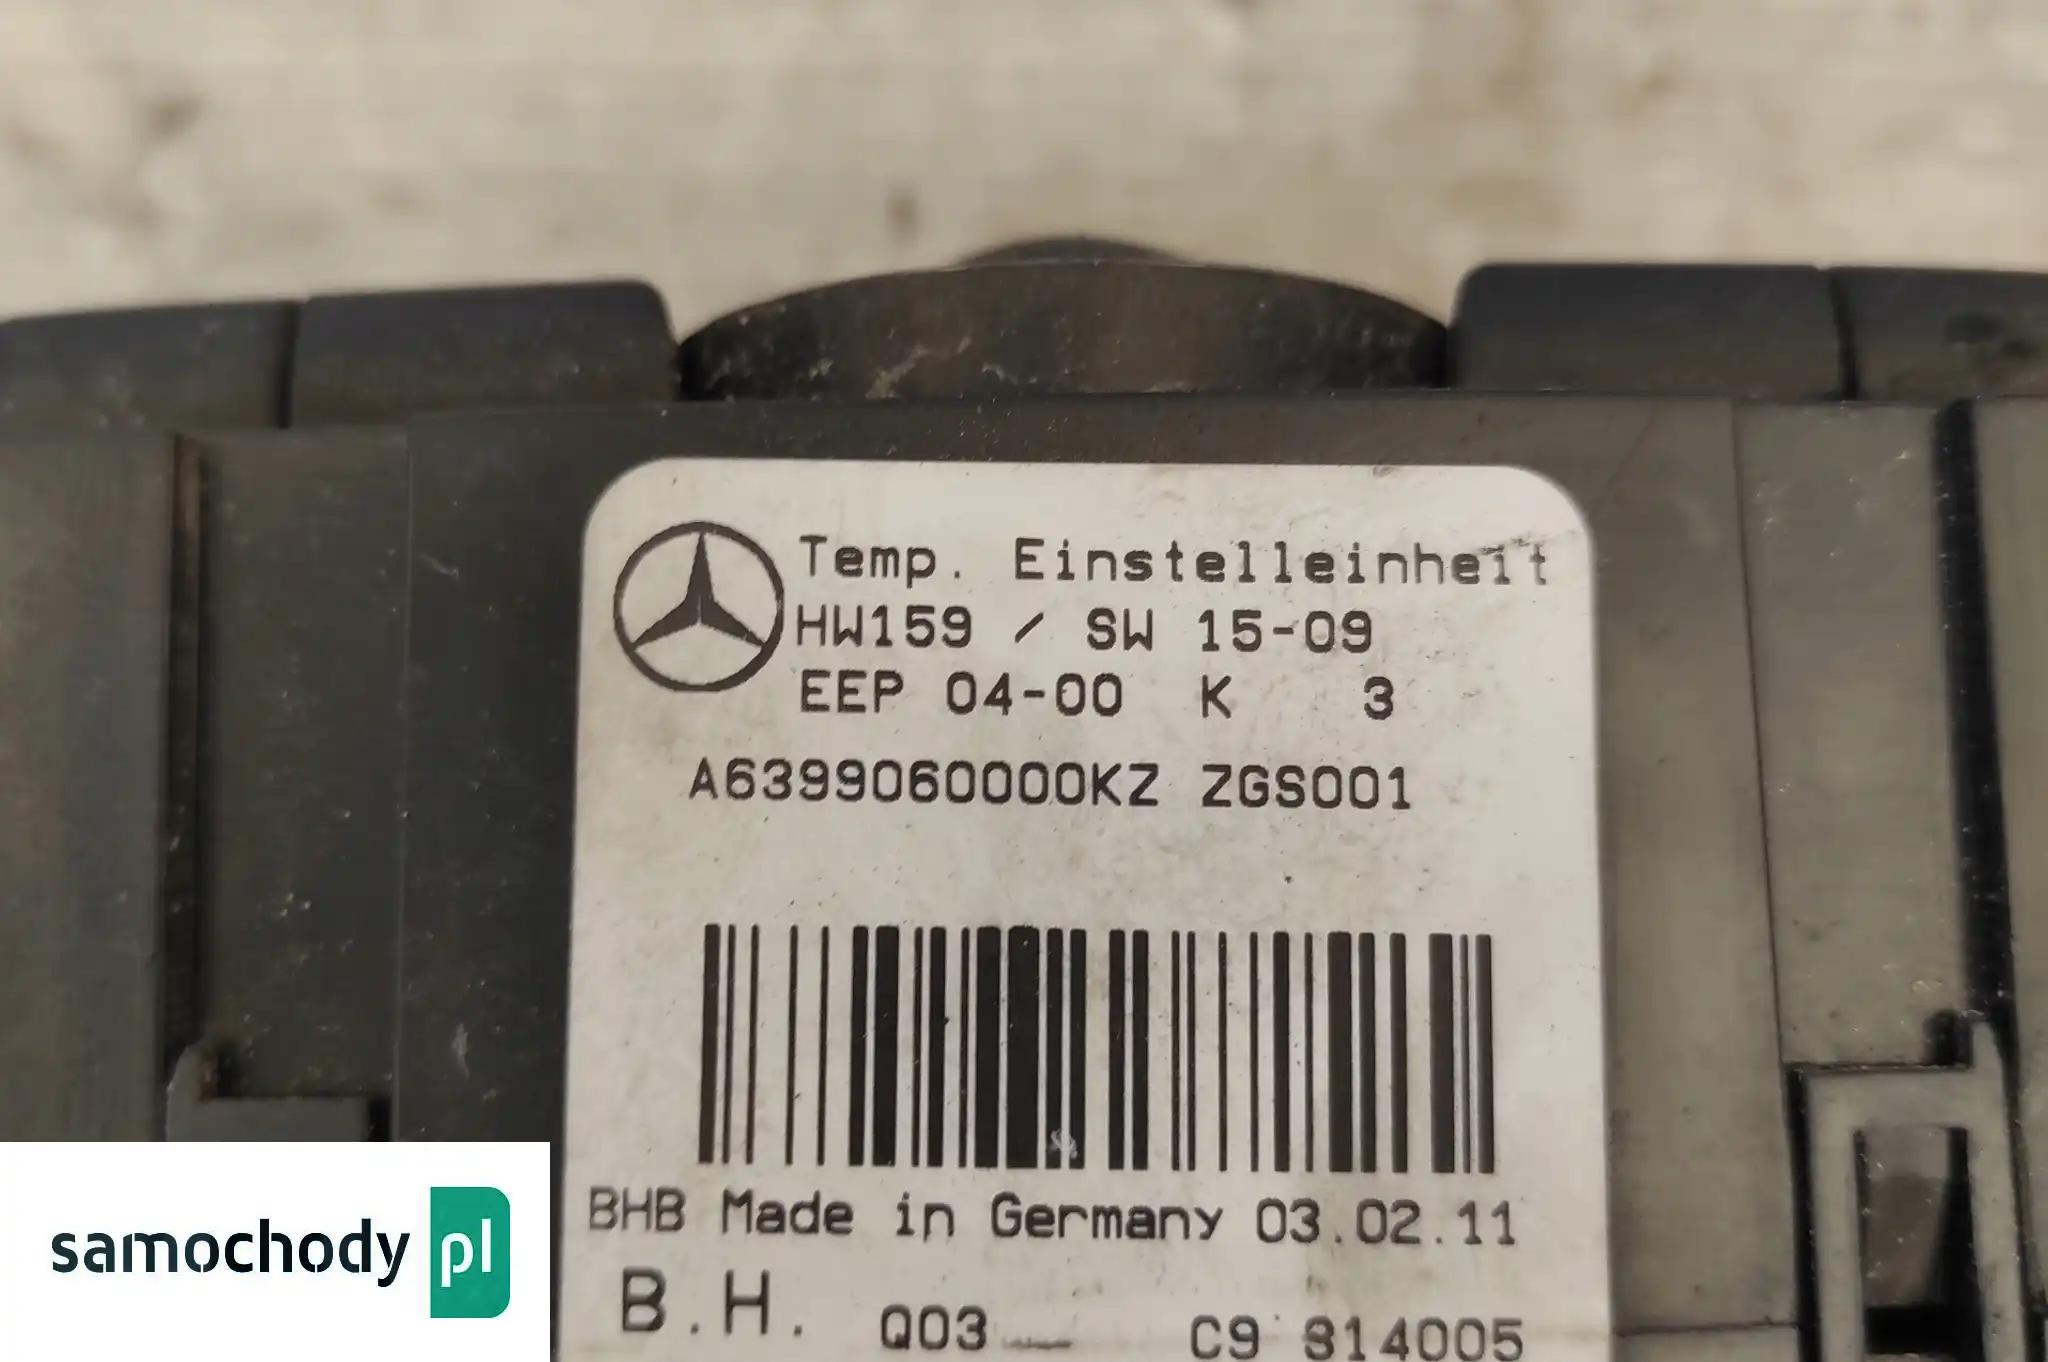 Temp. Einstelleinheit
HW159 / SW 15-09
EEP 04-00 K 3
A6399060000KZ ZGS001
BHB Made in Germany 03.02.11
B.H. Q03 C9 814005
samochody pl